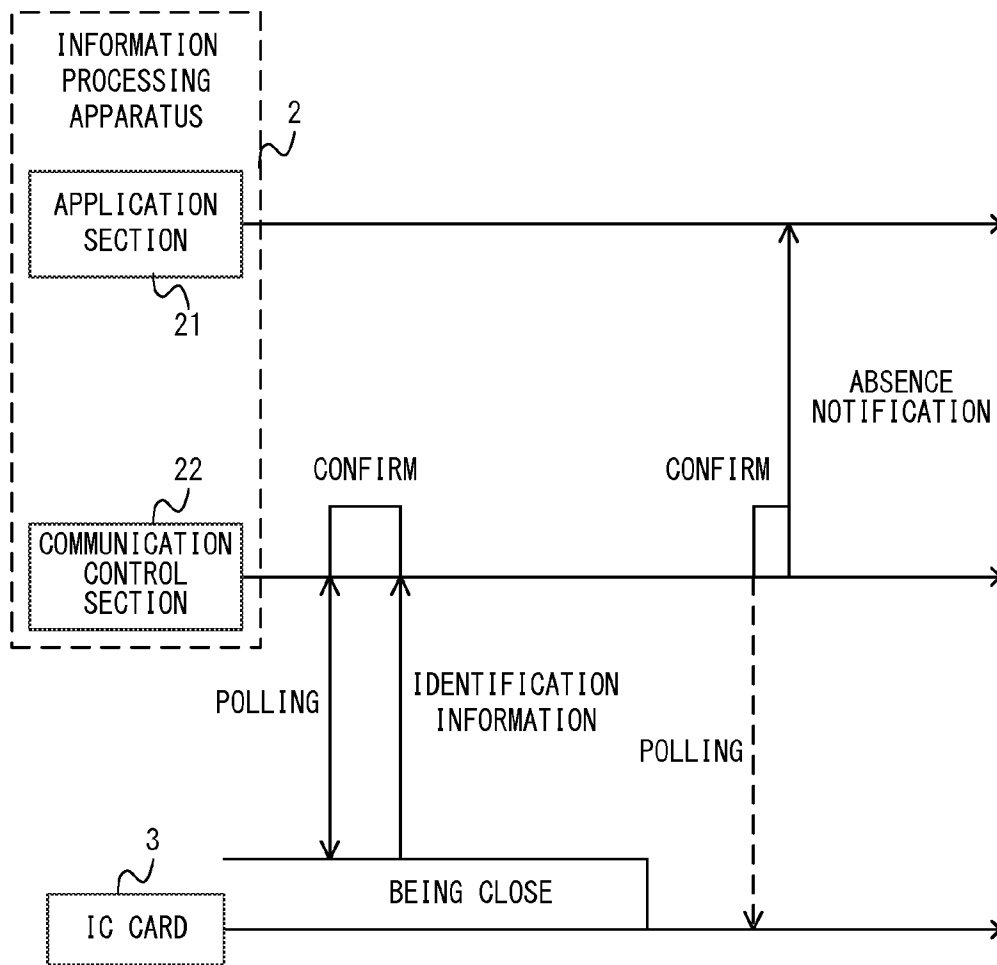 INFORMATION
PROCESSING
APPARATUS
2
APPLICATION
SECTION
21
ABSENCE
NOTIFICATION
22
CONFIRM
CONFIRM
COMMUNICATION
CONTROL
SECTION
POLLING
IDENTIFICATION
INFORMATION
POLLING
3
BEING CLOSE
IC CARD